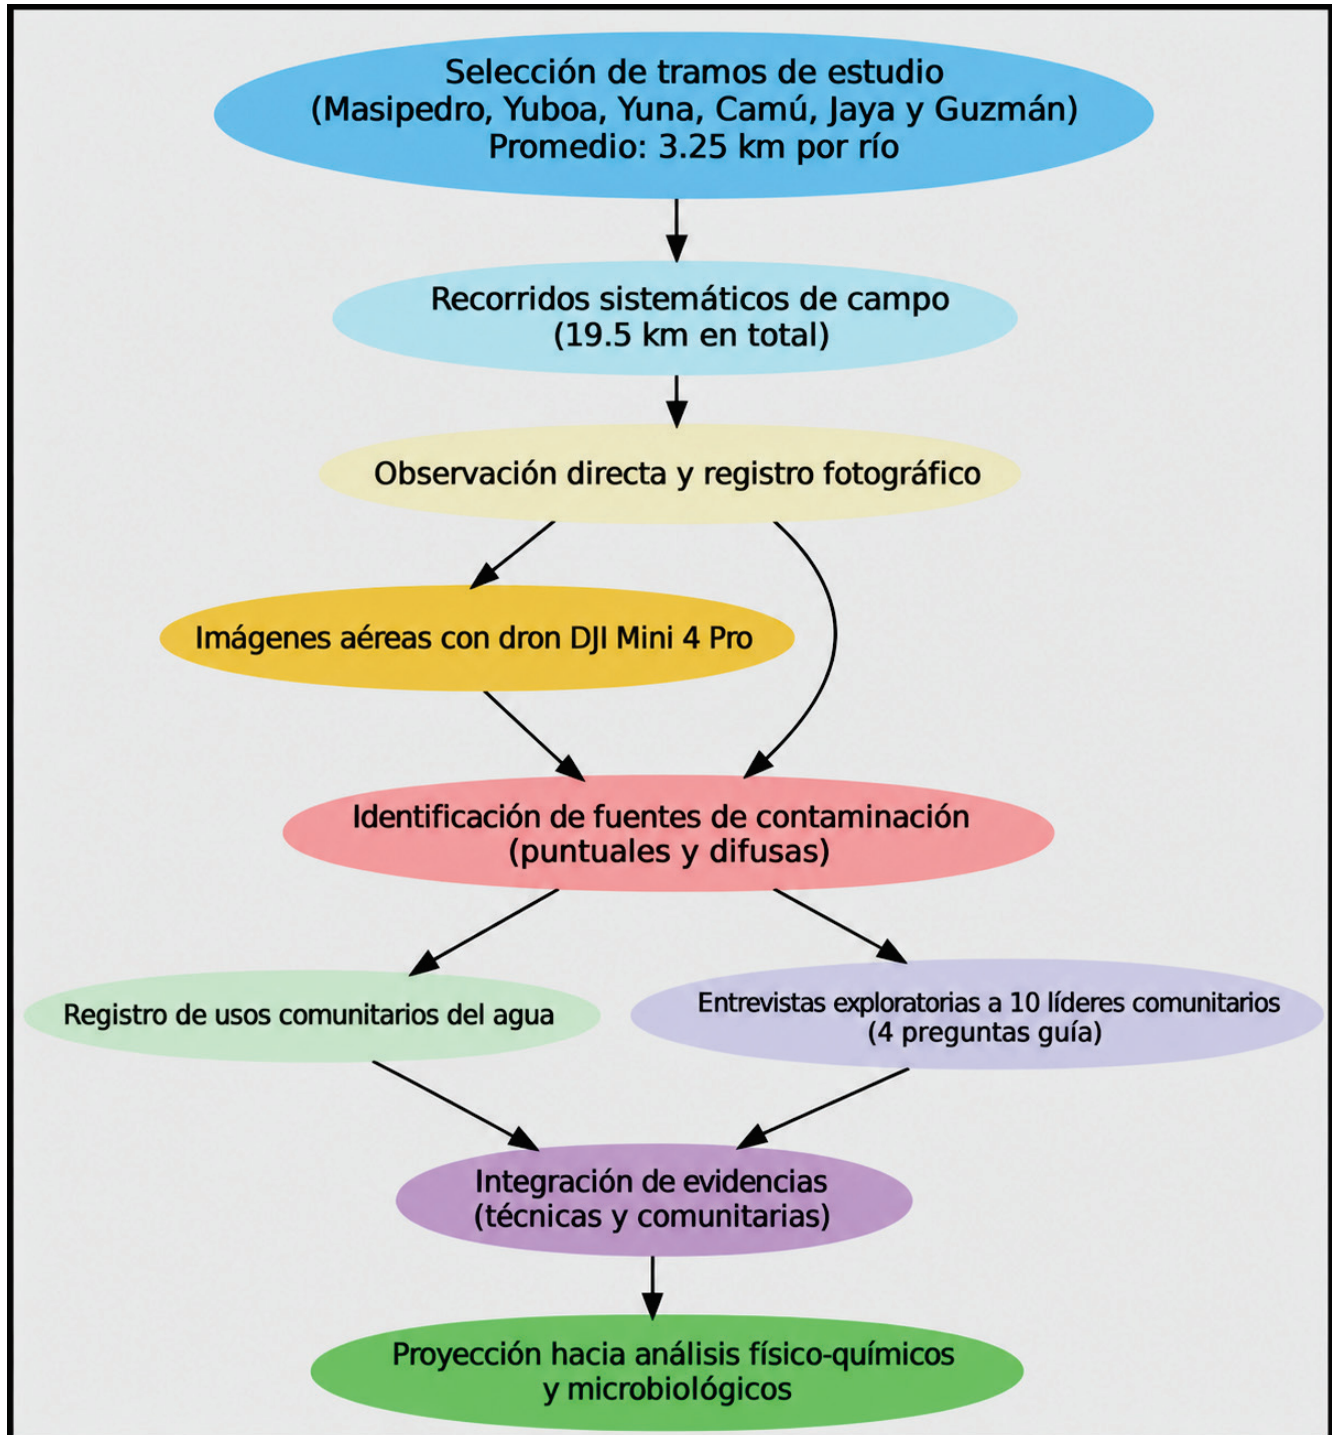 Selección de tramos de estudio
(Masipedro, Yuboa, Yuna, Camú, Jaya y Guzmán)
Promedio: 3.25 km por río
Recorridos sistemáticos de campo
(19.5 km en total)
Observación directa y registro fotográfico
Imágenes aéreas con dron DJI Mini 4 Pro
Identificación de fuentes de contaminación
(puntuales y difusas)
Registro de usos comunitarios del agua
Entrevistas exploratorias a 10 líderes comunitarios
(4 preguntas guía)
Integración de evidencias
(técnicas y comunitarias)
Proyección hacia análisis físico-químicos
y microbiológicos